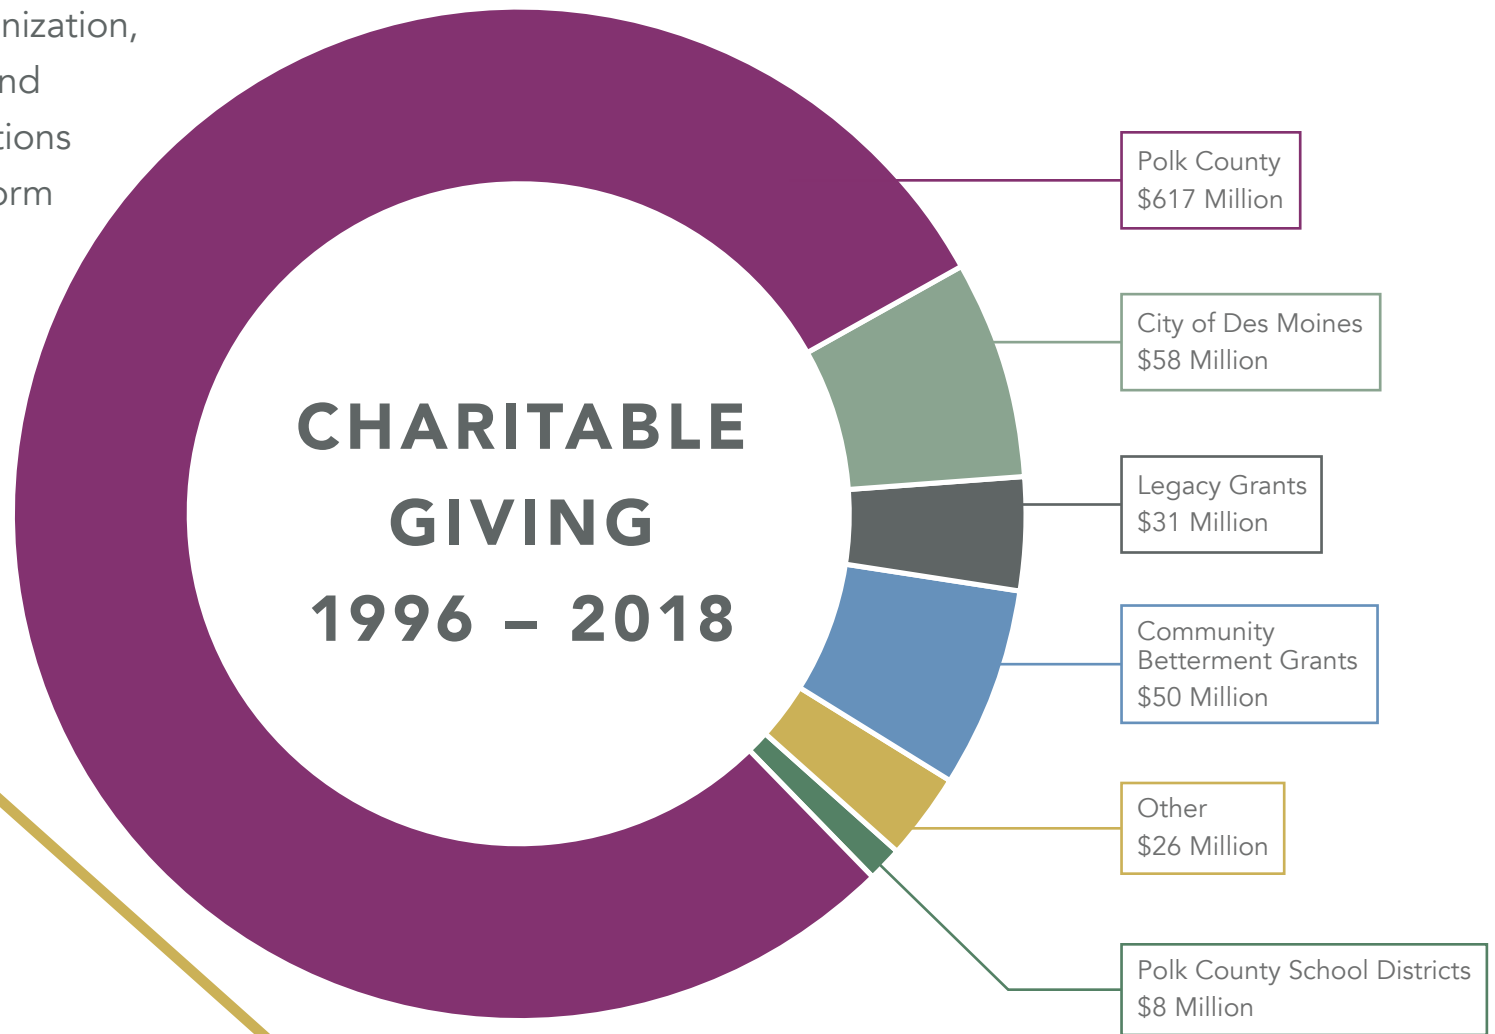 nization,
nd
tions
orm
CHARITABLE
GIVING
1996 – 2018
Polk County
$617 Million
City of Des Moines
$58 Million
Legacy Grants
$31 Million
Community
Betterment Grants
$50 Million
Other
$26 Million
Polk County School Districts
$8 Million